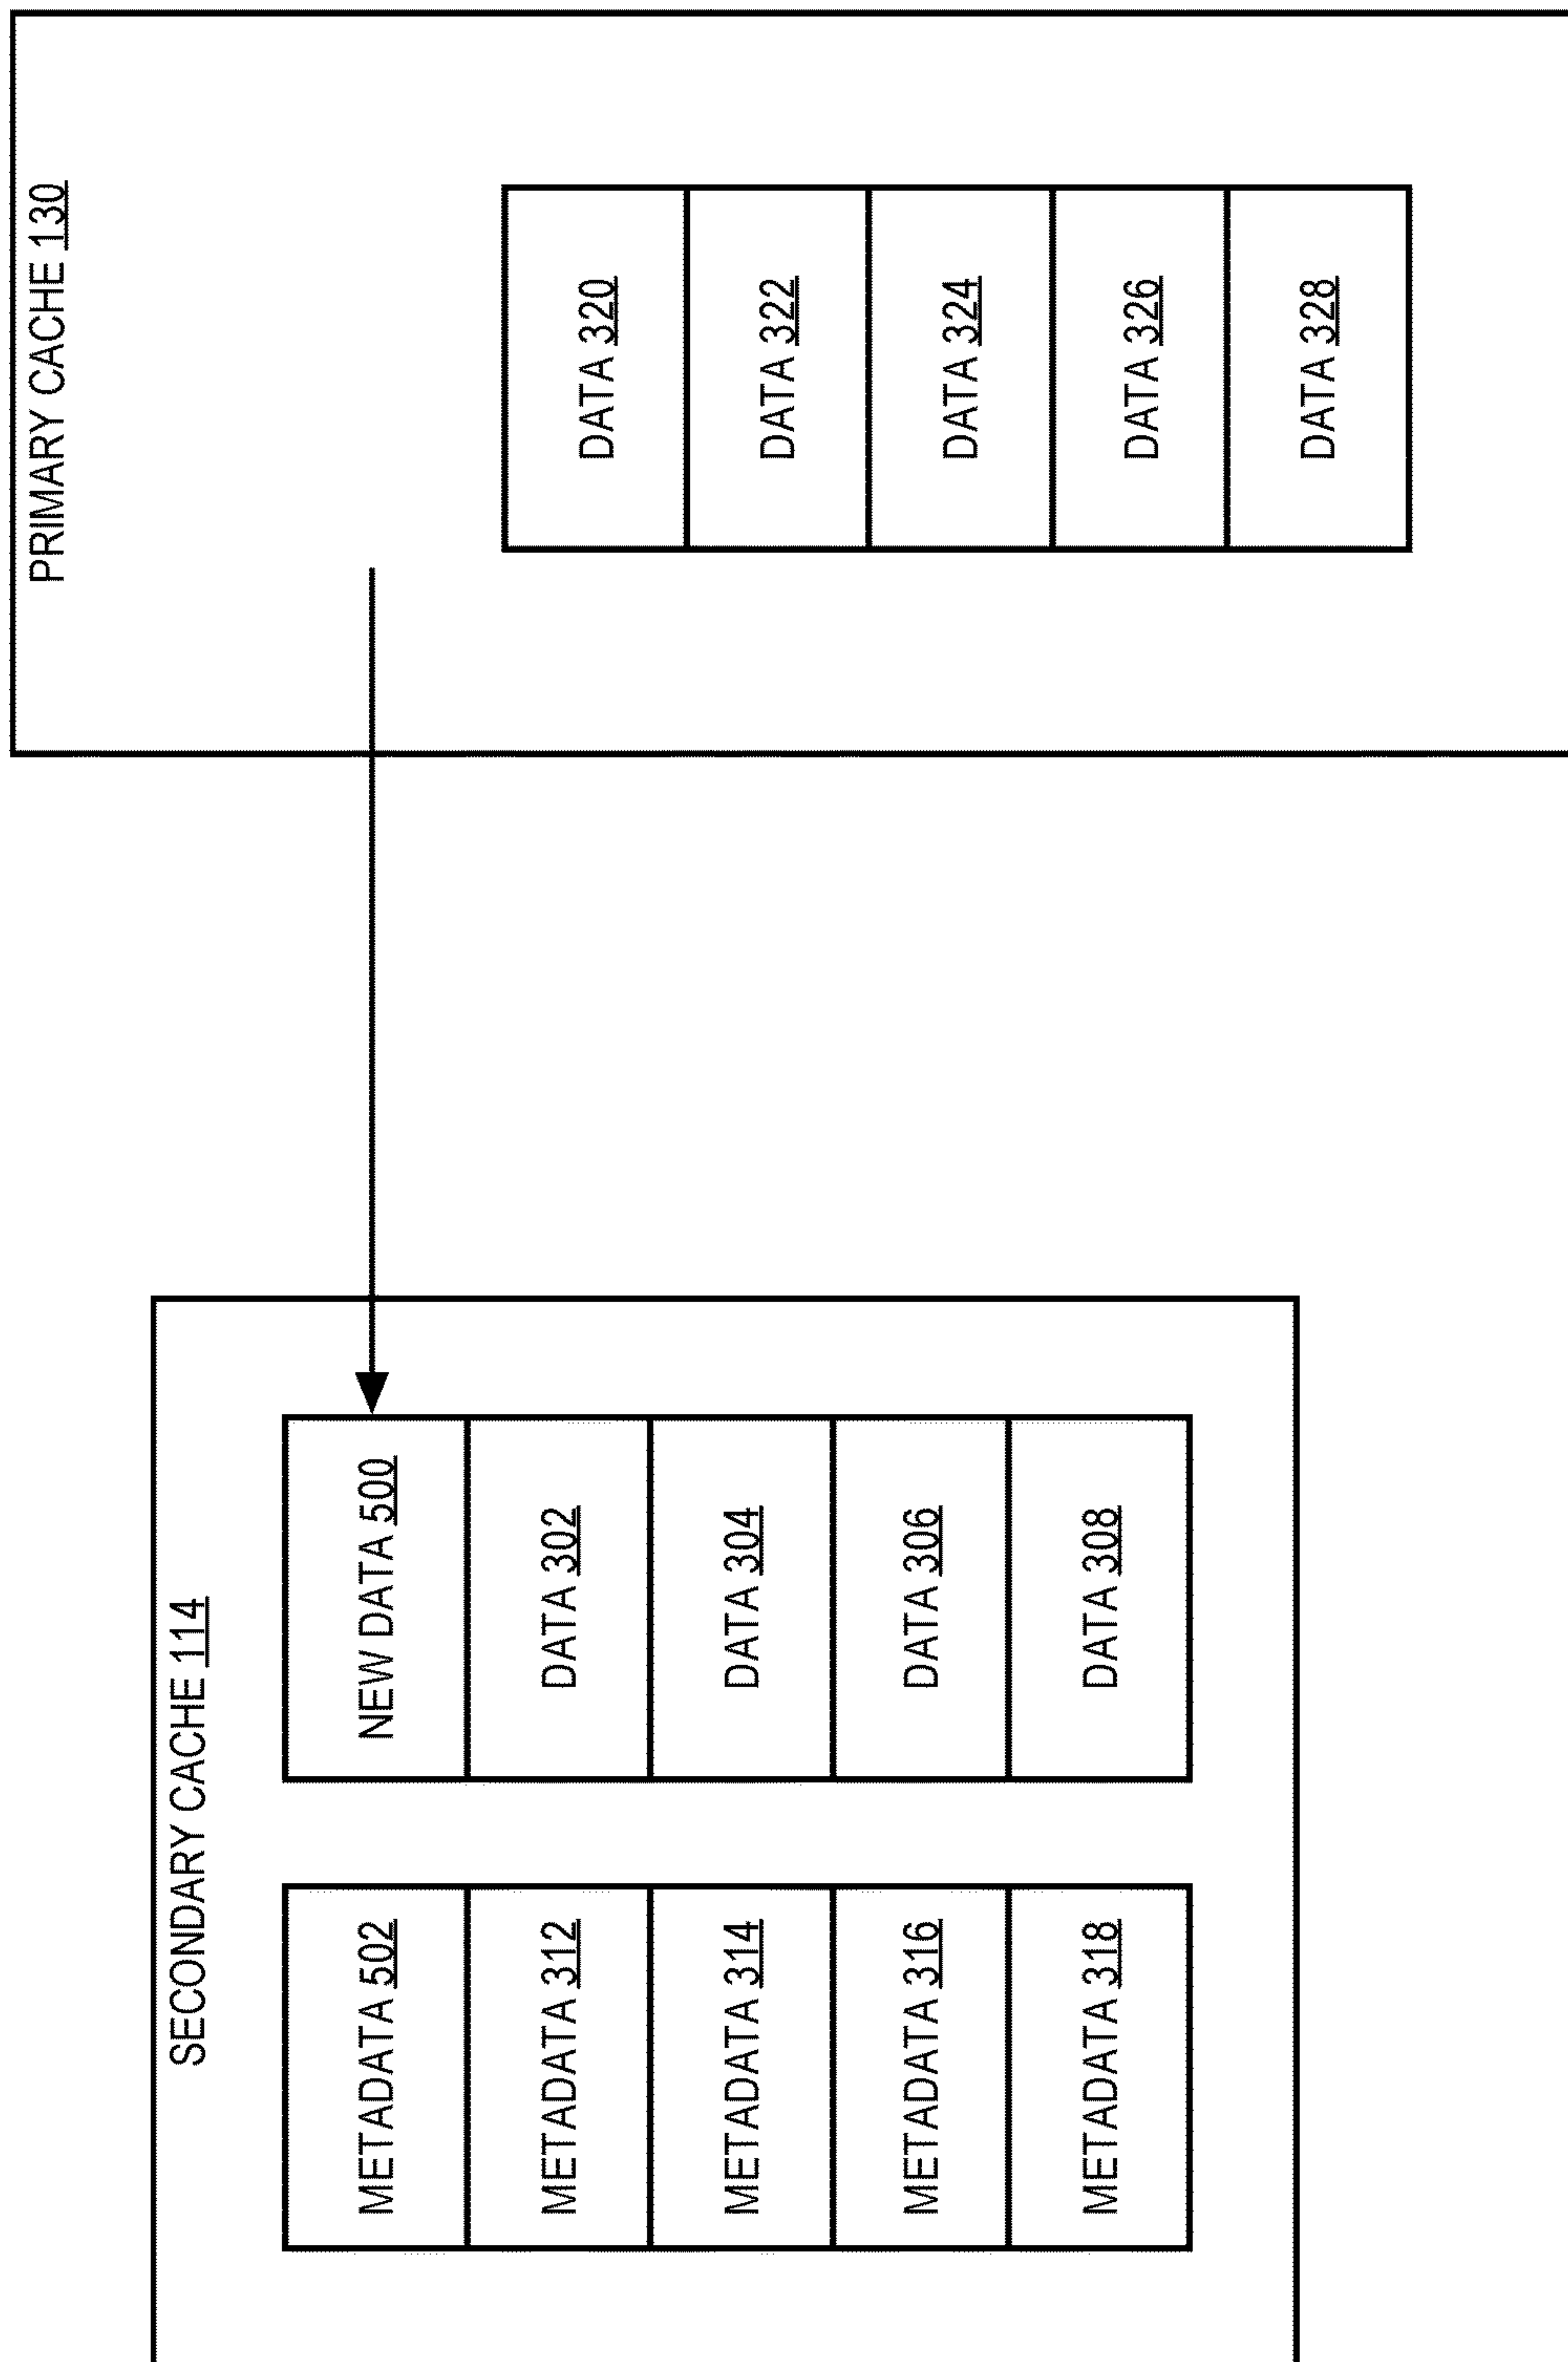 SECONDARY CACHE 114
METADATA 502
NEW DATA 500
METADATA 312
DATA 302
METADATA 314
DATA 304
METADATA 316
DATA 306
METADATA 318
DATA 308
PRIMARY CACHE 130
DATA 320
DATA 322
DATA 324
DATA 326
DATA 328